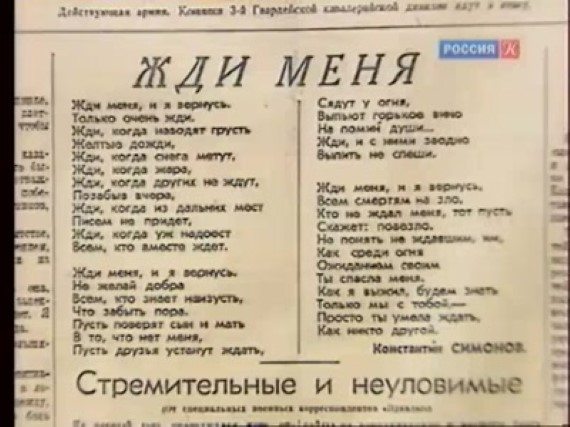 Действующая армия. Конники 3-й Гвардейской кавалерийской дивизии идут в атаку.
РОССИЯ К
ЖДИ МЕНЯ
Жди меня, и я вернусь.
Только очень жди.
Жди, когда наводят грусть
Желтые дожди,
Жди, когда снега метут,
Жди, когда жара,
Жди, когда других не ждут,
Позабыв вчера,
Жди, когда из дальних мест
Писем не придет,
Жди, когда уж надоест
Всем, кто вместе ждет.
Жди меня, и я вернусь.
Не желай добра
Всем, кто знает наизусть,
Что забыть пора.
Пусть поверят сын и мать
В то, что нет меня,
Пусть друзья устанут ждать,
Сядут у огня,
Выпьют горькое вино
На помин души...
Жди, и с ними заодно
Выпить не спеши.
Жди меня, и я вернусь,
Всем смертям на зло.
Кто не ждал меня, тот пусть
Скажет: повезло.
Не понять не ждавшим, им,
Как среди огня
Ожиданием своим
Ты спасла меня.
Как я выжил, будем знать
Только мы с тобой,—
Просто ты умела ждать,
Как никто другой.
Константин СИМОНОВ.
Стремительные и неуловимые
от специальных военных корреспондентов